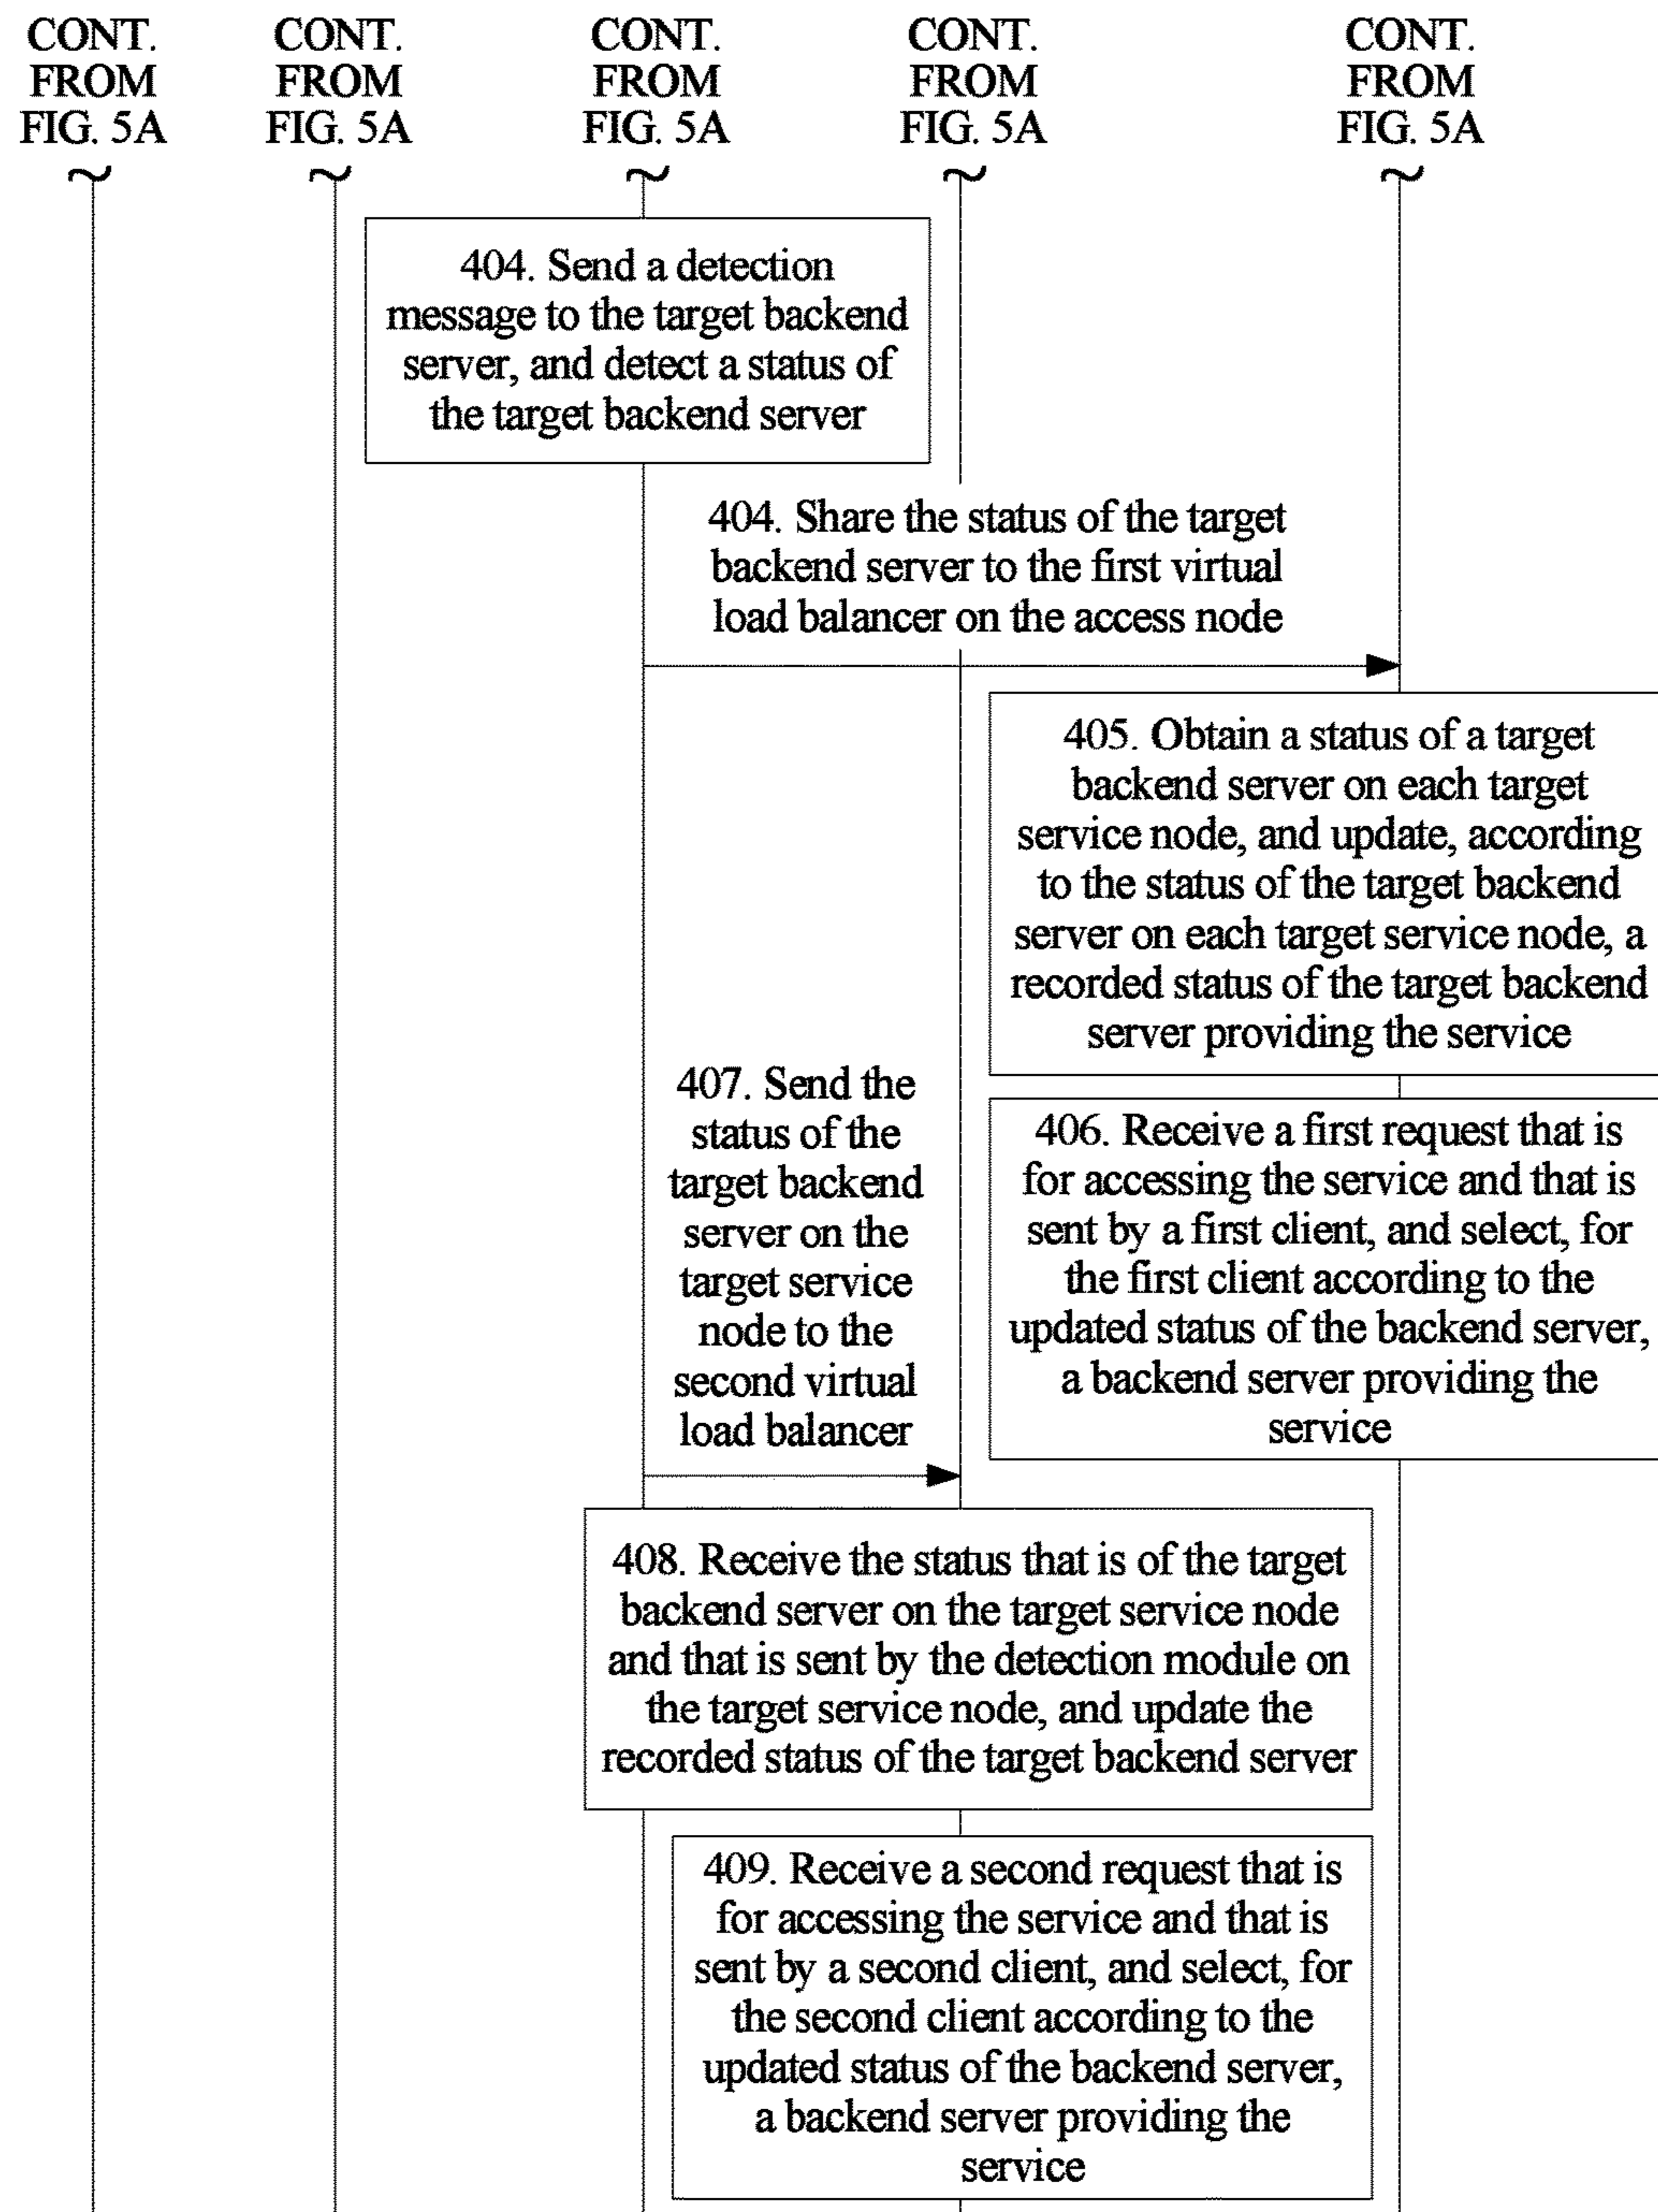 CONT.
FROM
FIG. 5A
CONT.
FROM
FIG. 5A
CONT.
FROM
FIG. 5A
CONT.
FROM
FIG. 5A
CONT.
FROM
FIG. 5A
404. Send a detection
message to the target backend
server, and detect a status of
the target backend server
404. Share the status of the target
backend server to the first virtual
load balancer on the access node
405. Obtain a status of a target
backend server on each target
service node, and update, according
to the status of the target backend
server on each target service node, a
recorded status of the target backend
server providing the service
406. Receive a first request that is
for accessing the service and that is
sent by a first client, and select, for
the first client according to the
updated status of the backend server,
a backend server providing the
service
407. Send the
status of the
target backend
server on the
target service
node to the
second virtual
load balancer
408. Receive the status that is of the target
backend server on the target service node
and that is sent by the detection module on
the target service node, and update the
recorded status of the target backend server
409. Receive a second request that is
for accessing the service and that is
sent by a second client, and select, for
the second client according to the
updated status of the backend server,
a backend server providing the
service